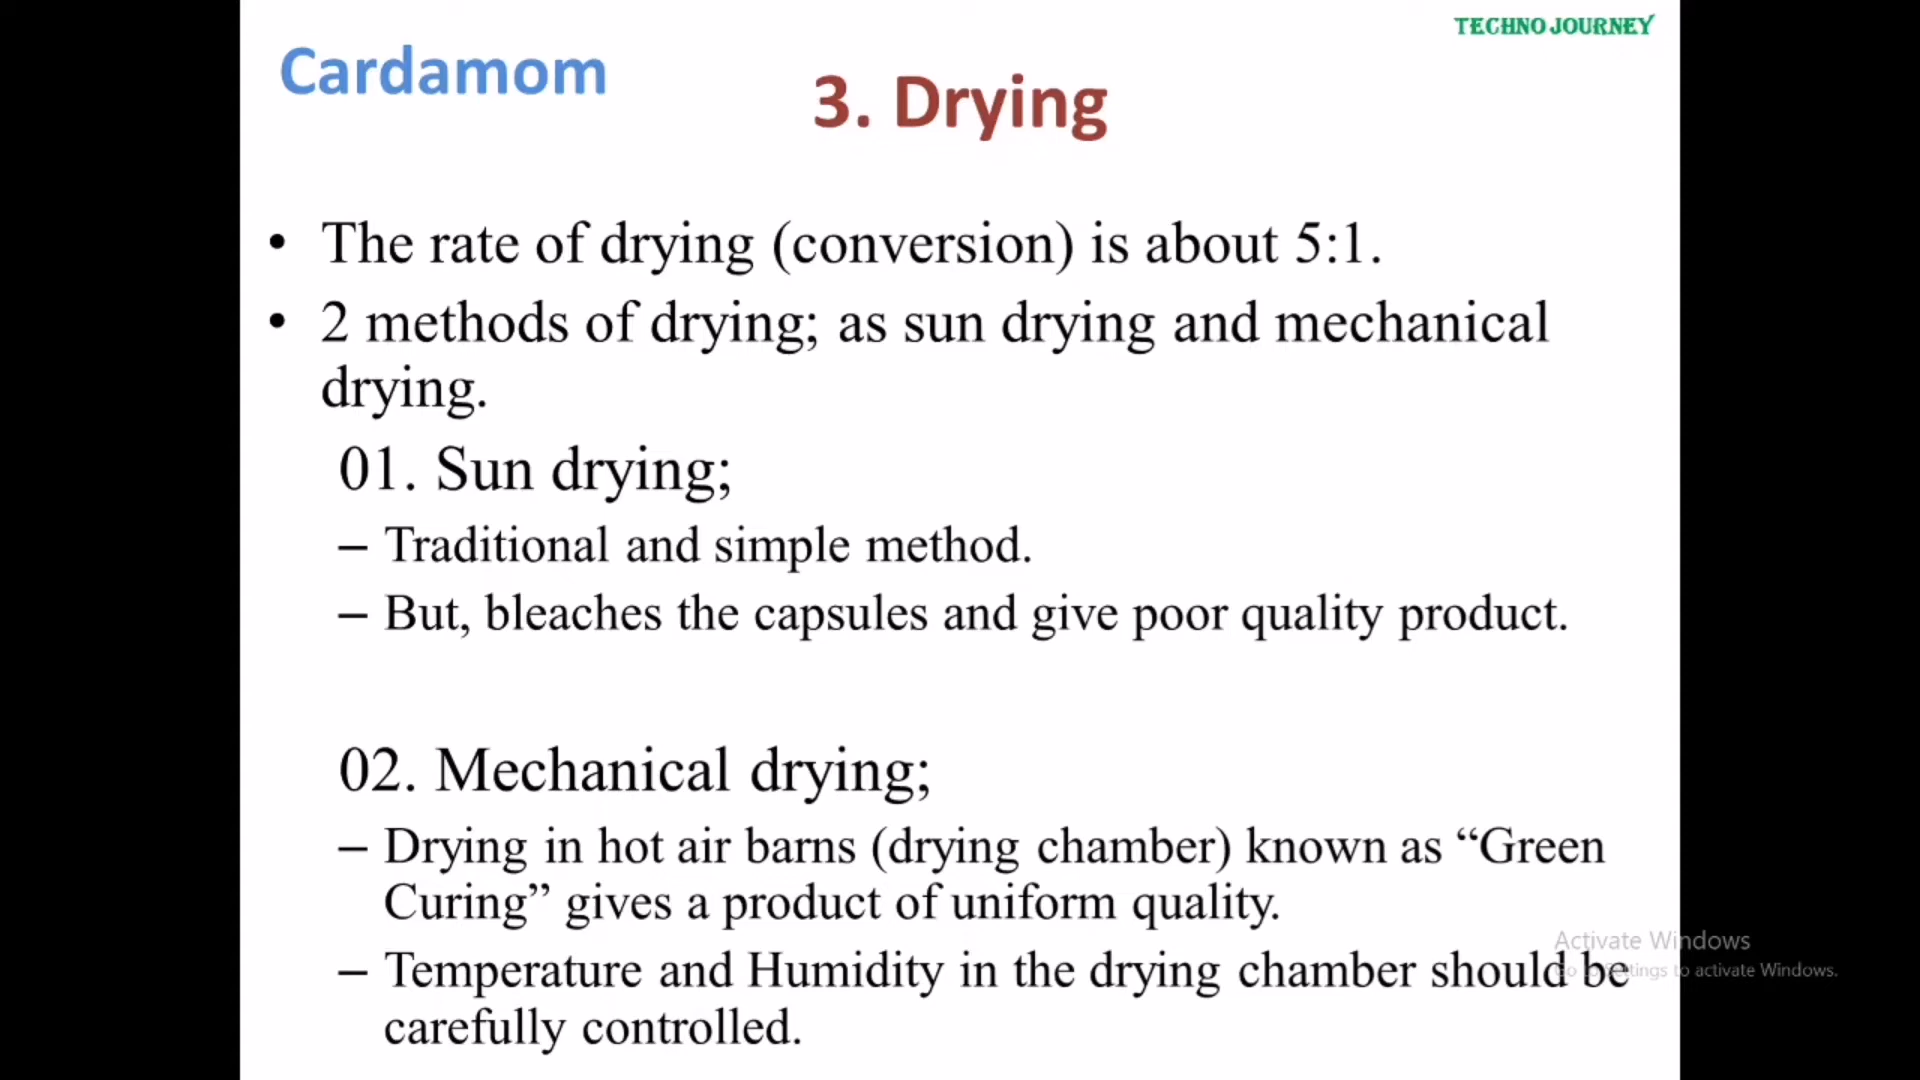 TECHNO JOURNEY
Cardamom
3. Drying
• The rate of drying (conversion) is about 5:1.
• 2 methods of drying; as sun drying and mechanical
drying.
01. Sun drying;
– Traditional and simple method.
– But, bleaches the capsules and give poor quality product.
02. Mechanical drying;
– Drying in hot air barns (drying chamber) known as “Green
Curing” gives a product of uniform quality.
– Temperature and Humidity in the drying chamber should be
carefully controlled.
Activate Windows
Go to Settings to activate Windows.